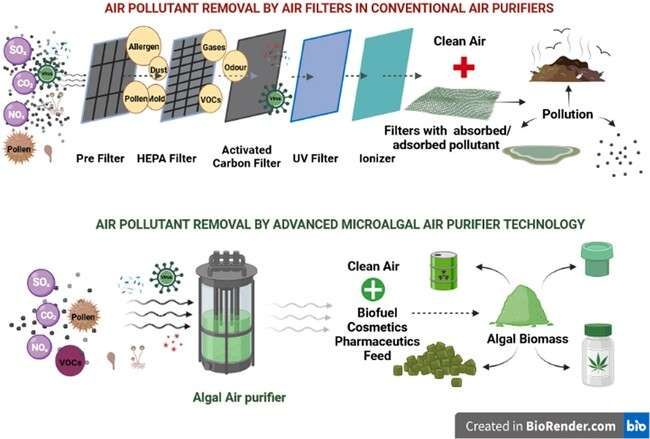 AIR POLLUTANT REMOVAL BY AIR FILTERS IN CONVENTIONAL AIR PURIFIERS
SOₓ
CO₂
NOₓ
Pollen
Virus
Allergen
Dust
Pollen
Mold
Gases
Odour
VOCs
Virus
Pre Filter
HEPA Filter
Activated
Carbon Filter
UV Filter
Ionizer
Clean Air
Filters with absorbed/
adsorbed pollutant
Pollution
AIR POLLUTANT REMOVAL BY ADVANCED MICROALGAL AIR PURIFIER TECHNOLOGY
SOₓ
CO₂
NOₓ
Pollen
VOCs
Virus
Algal Air purifier
Clean Air
Biofuel
Cosmetics
Pharmaceutics
Feed
Algal Biomass
Created in BioRender.com bio